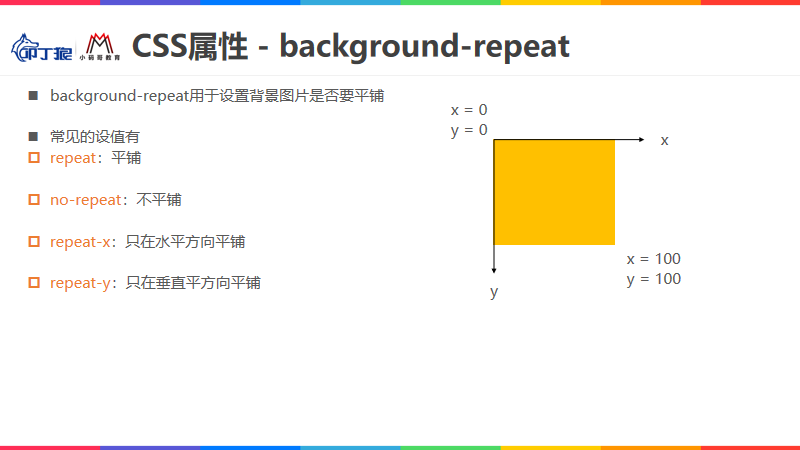 叩丁狼
小码哥教育
CSS属性 - background-repeat
background-repeat用于设置背景图片是否要平铺
常见的设值有
repeat：平铺
no-repeat：不平铺
repeat-x：只在水平方向平铺
repeat-y：只在垂直平方向平铺
x = 0
y = 0
x
x = 100
y = 100
y